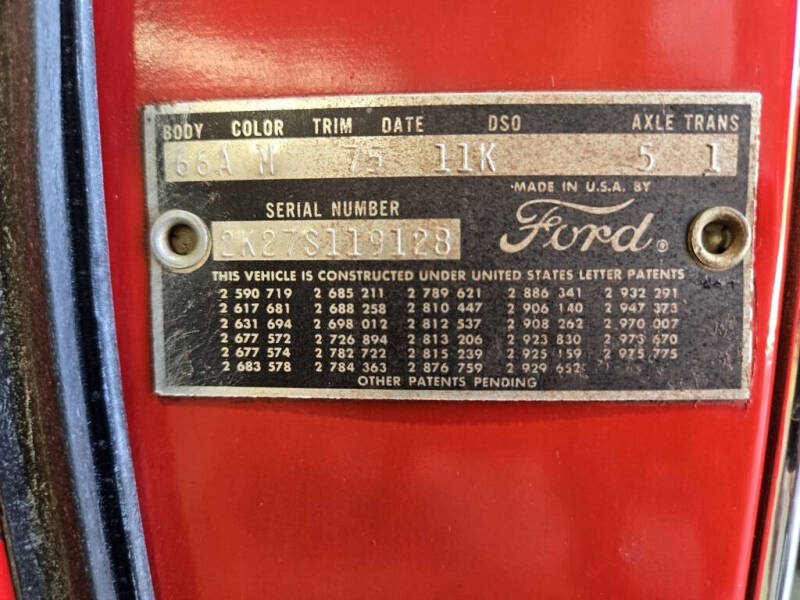 BODY COLOR TRIM DATE DSO AXLE TRANS
66A N 75 11K 5 1
MADE IN U.S.A. BY
SERIAL NUMBER
Ford ®
2K27S119128
THIS VEHICLE IS CONSTRUCTED UNDER UNITED STATES LETTER PATENTS
2 590 719 2 685 211 2 789 621 2 886 341 2 932 291
2 617 681 2 688 258 2 810 447 2 906 140 2 947 373
2 631 694 2 698 012 2 812 537 2 908 262 2 970 007
2 677 572 2 726 894 2 813 206 2 923 830 2 973 670
2 677 574 2 782 722 2 815 239 2 925 159 2 975 775
2 683 578 2 784 363 2 876 759 2 929 652
OTHER PATENTS PENDING